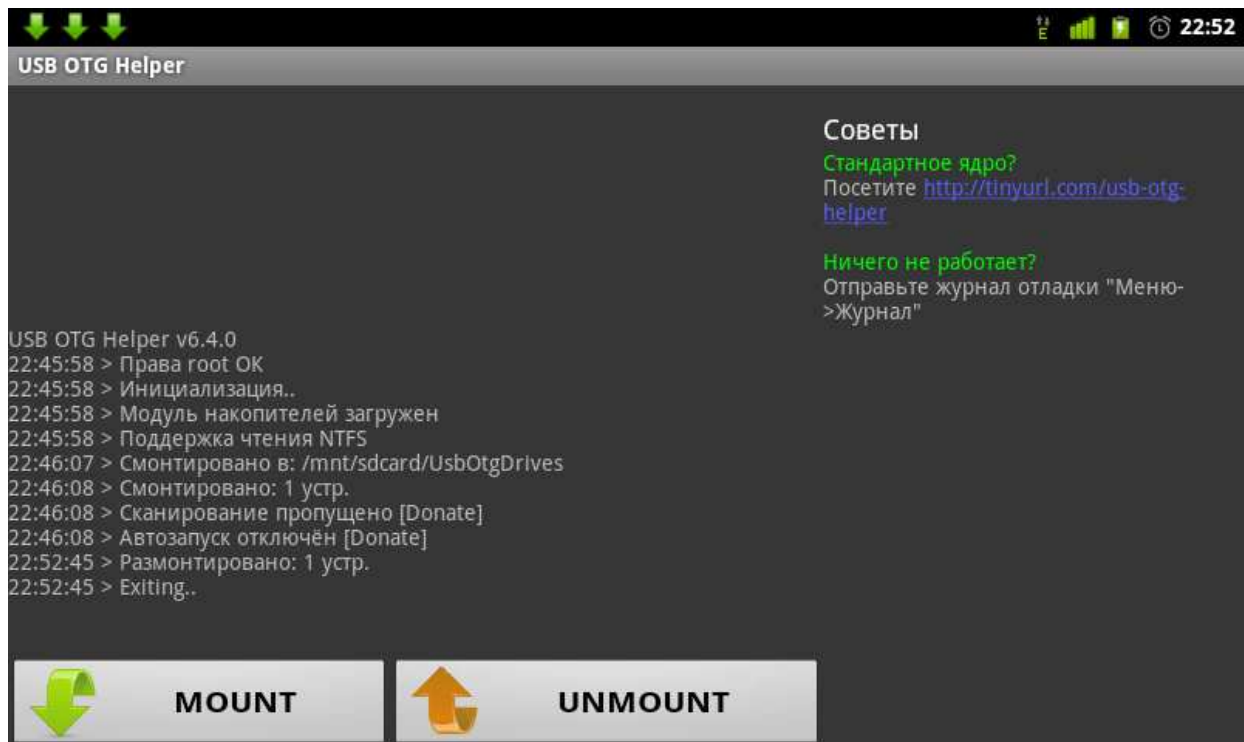 E
22:52
USB OTG Helper
Советы
Стандартное ядро?
Посетите http://tinyurl.com/usb-otg-
helper
Ничего не работает?
Отправьте журнал отладки "Меню-
>Журнал"
USB OTG Helper v6.4.0
22:45:58 > Права root ОК
22:45:58 > Инициализация..
22:45:58 > Модуль накопителей загружен
22:45:58 > Поддержка чтения NTFS
22:46:07 > Смонтировано в: /mnt/sdcard/UsbOtgDrives
22:46:08 > Смонтировано: 1 устр.
22:46:08 > Сканирование пропущено [Donate]
22:46:08 > Автозапуск отключён [Donate]
22:52:45 > Размонтировано: 1 устр.
22:52:45 > Exiting..
MOUNT
UNMOUNT